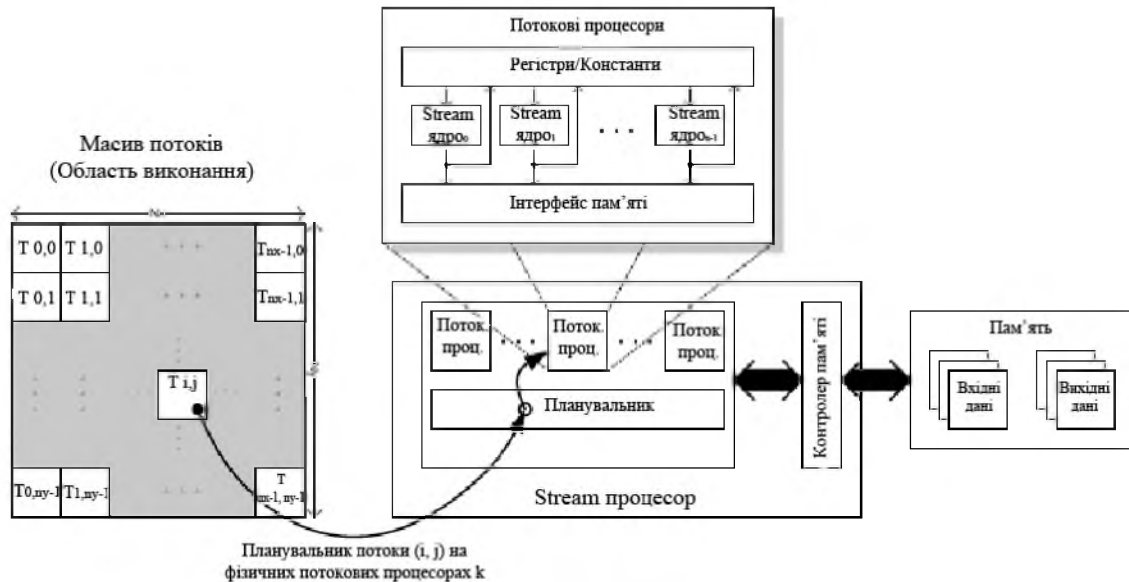 Потокові процесори
Регістри/Константи
Stream ядро₀
Stream ядро₁
. . .
Stream ядроₙ₋₁
Інтерфейс пам’яті
Масив потоків
(Область виконання)
T 0,0
T 1,0
Tnx-1,0
T 0,1
T 1,1
Tnx-1,1
T i,j
T0,ny-1
T1,ny-1
T nx-1, ny-1
Поток. проц.
. . .
Поток. проц.
. . .
Поток. проц.
Планувальник
Stream процесор
Контролер пам’яті
Пам’ять
Вхідні дані
Вихідні дані
Планувальник потоки (i, j) на
фізичних потокових процесорах k